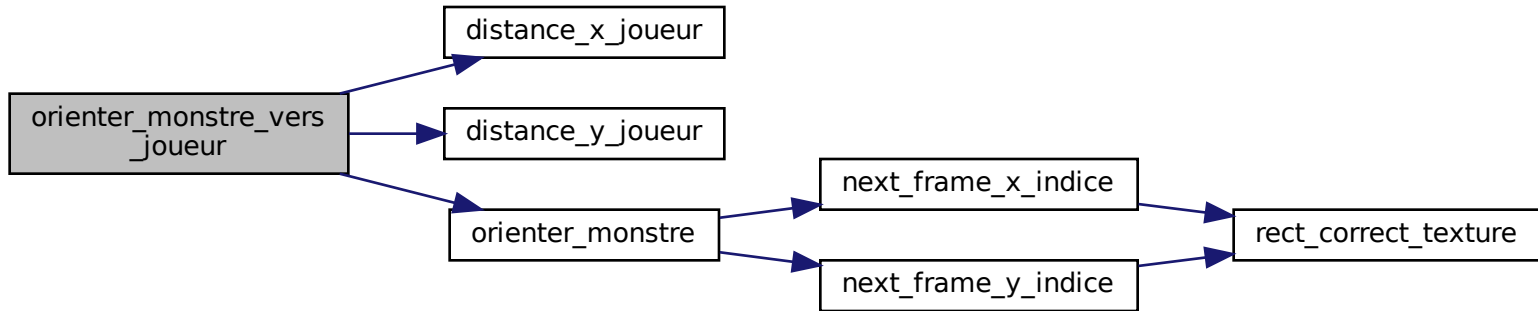 orienter_monstre_vers
_joueur
distance_x_joueur
distance_y_joueur
orienter_monstre
next_frame_x_indice
next_frame_y_indice
rect_correct_texture